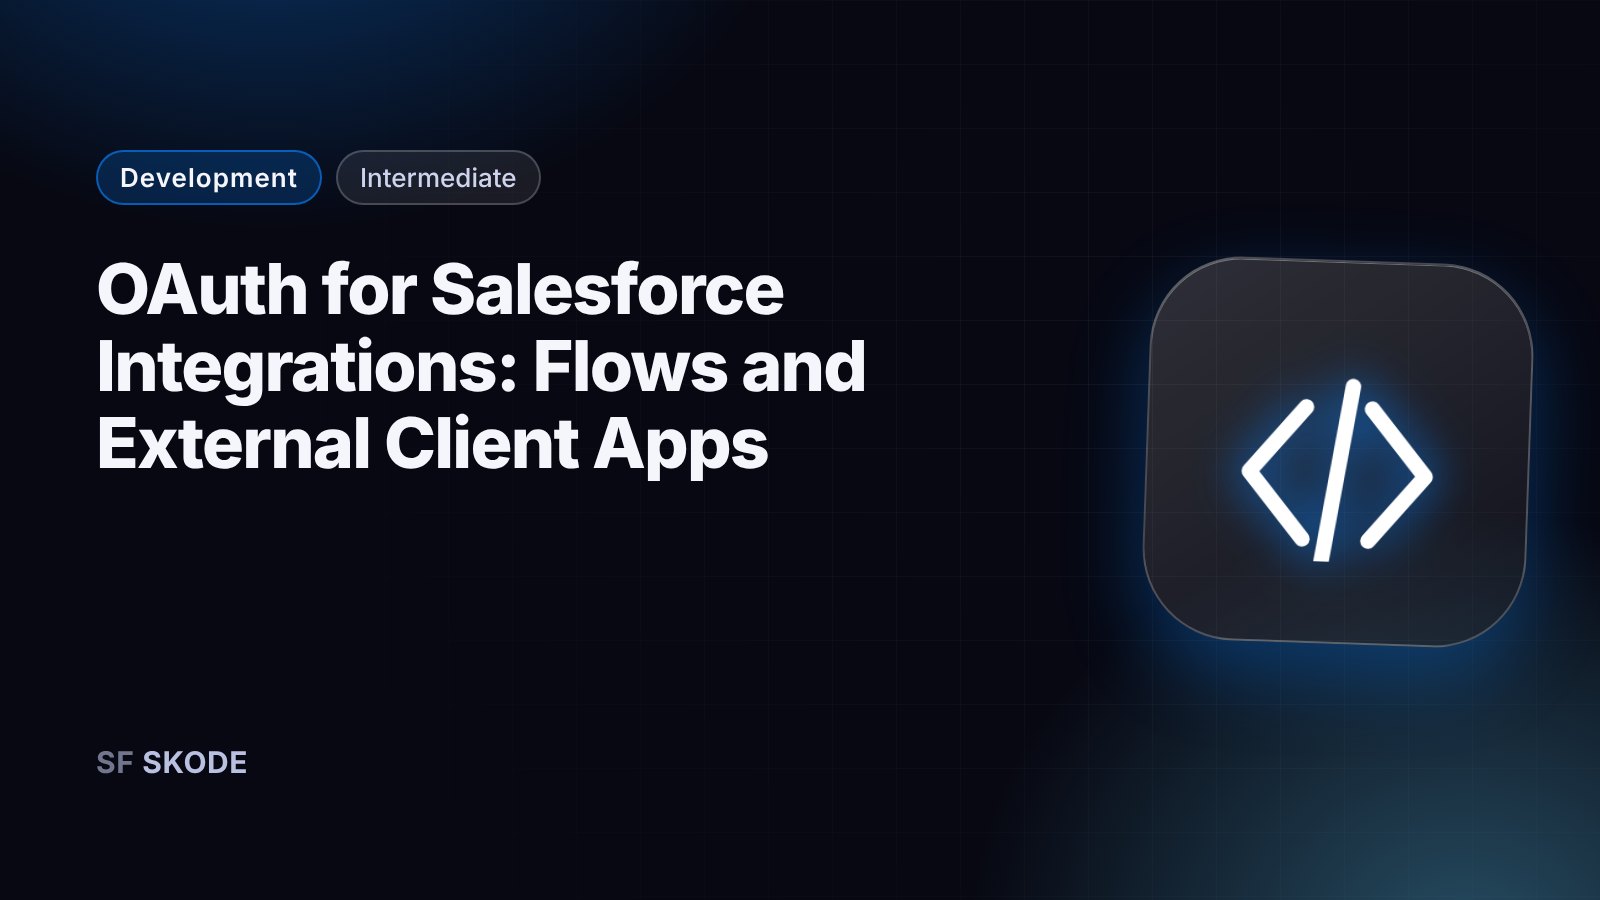 Development
Intermediate
OAuth for Salesforce
Integrations: Flows and
External Client Apps
SF SKODE